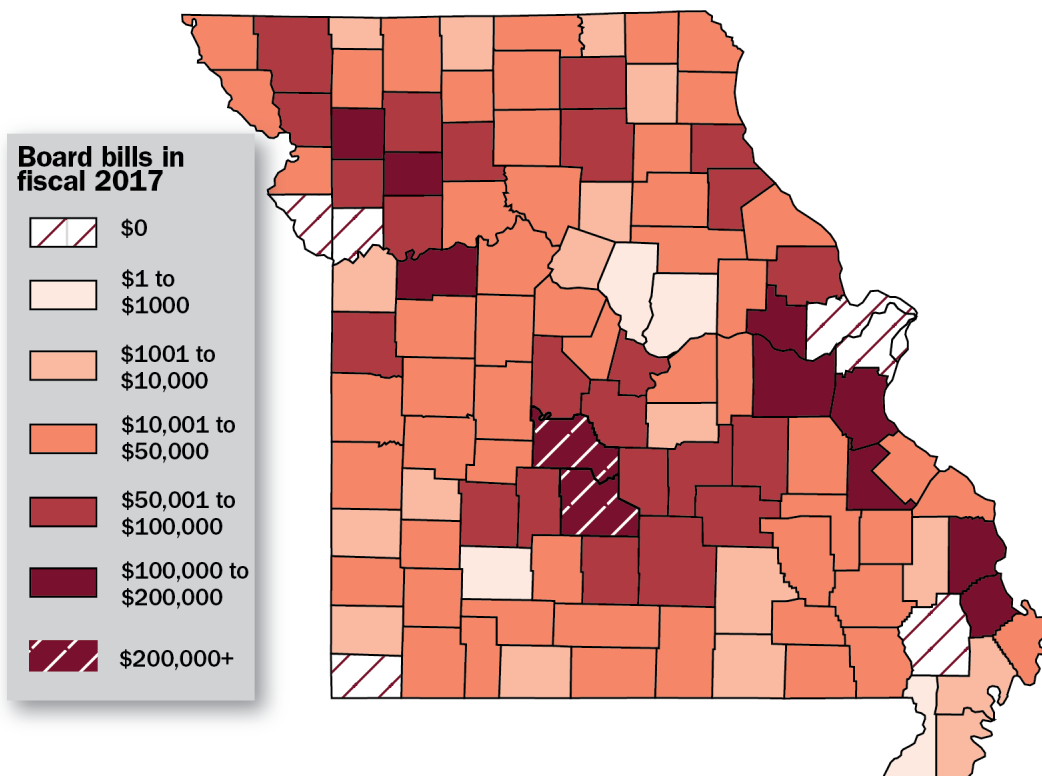 Board bills in
fiscal 2017
$0
$1 to
$1000
$1001 to
$10,000
$10,001 to
$50,000
$50,001 to
$100,000
$100,000 to
$200,000
$200,000+